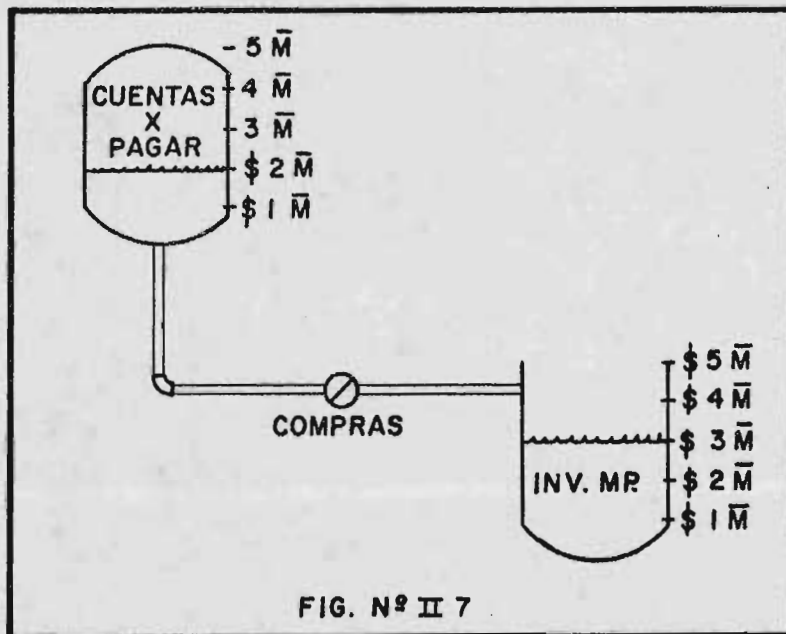 - 5 M̅
CUENTAS
X
PAGAR
4 M̅
3 M̅
$ 2 M̅
$ 1 M̅
COMPRAS
$ 5 M̅
$ 4 M̅
$ 3 M̅
INV. MP.
$ 2 M̅
$ 1 M̅
FIG. Nº II 7